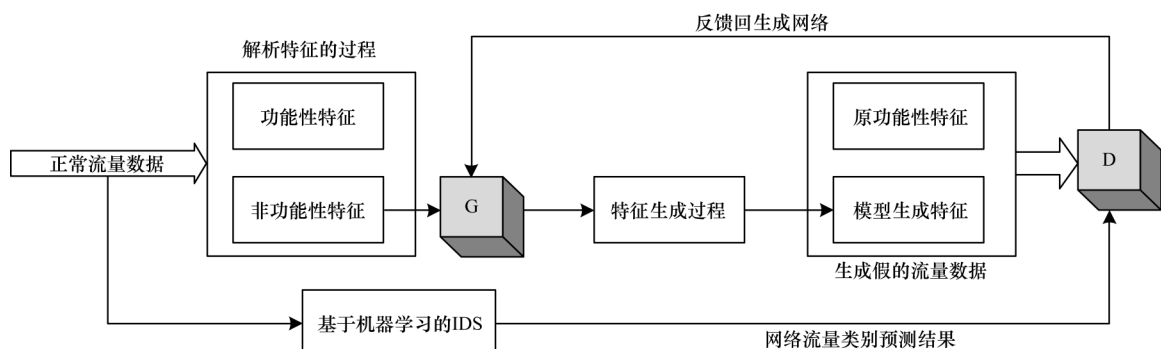 反馈回生成网络
解析特征的过程
功能性特征
原功能性特征
正常流量数据
D
非功能性特征
G
特征生成过程
模型生成特征
生成假的流量数据
基于机器学习的IDS
网络流量类别预测结果